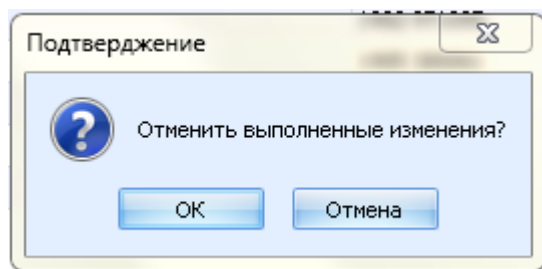 Подтверджение
Отменить выполненные изменения?
ОК
Отмена